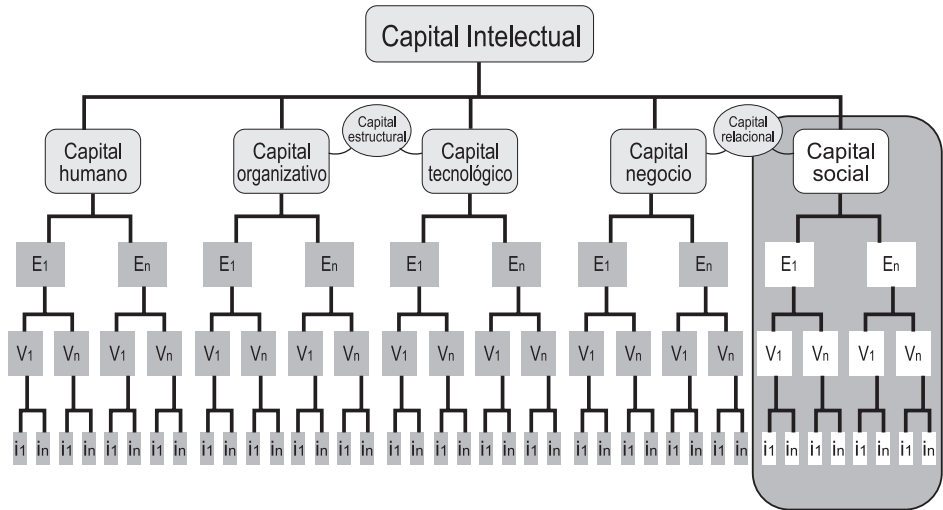 Capital Intelectual
Capital
estructural
Capital
relacional
Capital
humano
Capital
organizativo
Capital
tecnológico
Capital
negocio
Capital
social
E1 En E1 En E1 En E1 En E1 En
V1 Vn V1 Vn V1 Vn V1 Vn V1 Vn V1 Vn V1 Vn V1 Vn V1 Vn V1 Vn
i1 in i1 in i1 in i1 in i1 in i1 in i1 in i1 in i1 in i1 in i1 in i1 in i1 in i1 in i1 in i1 in i1 in i1 in i1 in i1 in